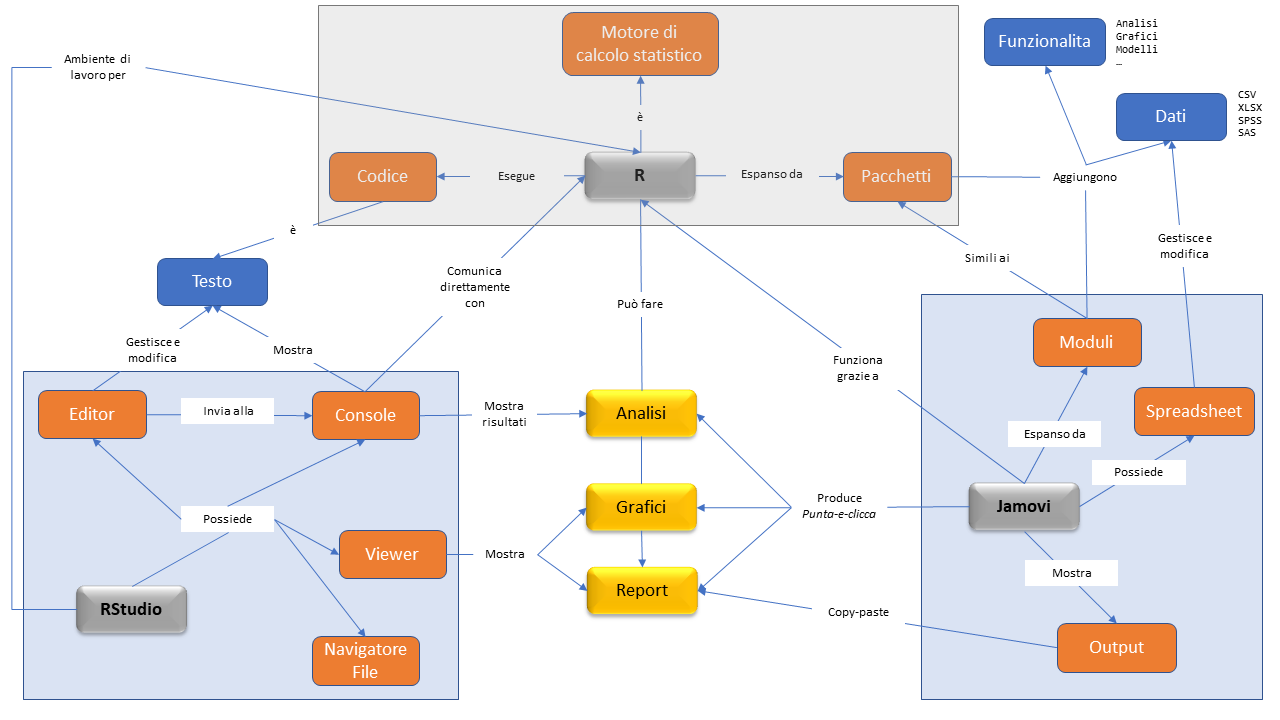 Motore di
calcolo statistico
Funzionalita
Analisi
Grafici
Modelli
…
Ambiente di
lavoro per
Dati
CSV
XLSX
SPSS
SAS
è
Codice
Esegue
R
Espanso da
Pacchetti
Aggiungono
è
Testo
Comunica
direttamente
con
Può fare
Simili ai
Gestisce e
modifica
Gestisce e
modifica
Mostra
Funziona
grazie a
Moduli
Editor
Invia alla
Console
Mostra
risultati
Analisi
Spreadsheet
Espanso da
Possiede
Possiede
Grafici
Produce
Punta-e-clicca
Jamovi
Viewer
Mostra
Mostra
RStudio
Report
Copy-paste
Navigatore
File
Output